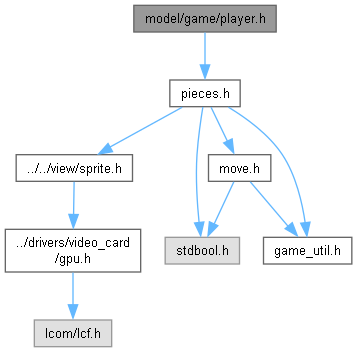 model/game/player.h
pieces.h
../../view/sprite.h
move.h
../drivers/video_card
/gpu.h
stdbool.h
game_util.h
lcom/lcf.h